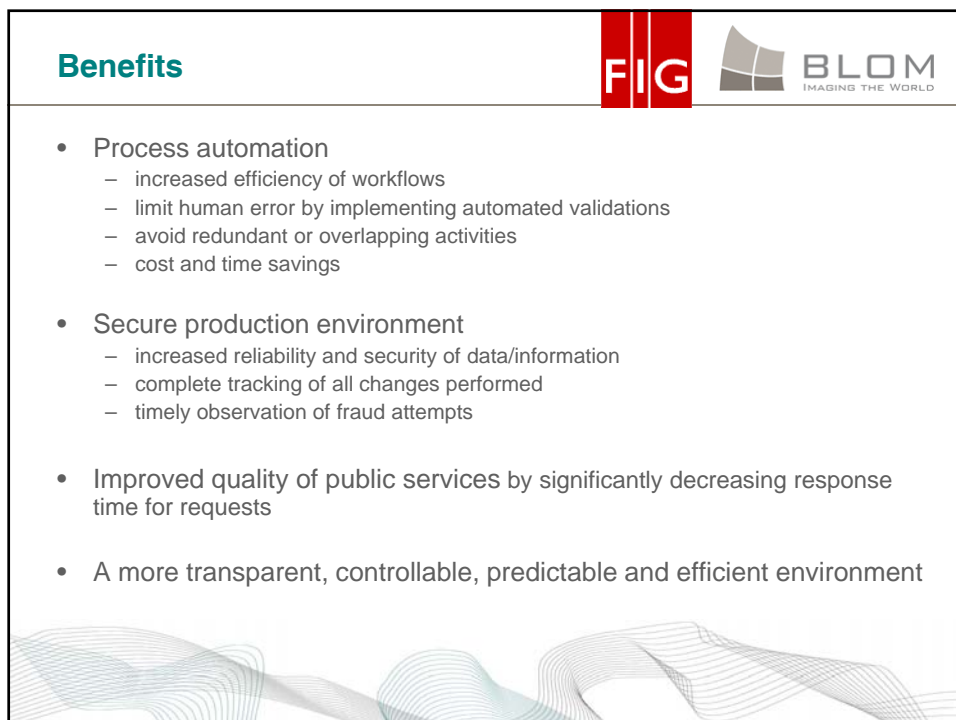 Benefits
FIG
BLOM
IMAGING THE WORLD
• Process automation
– increased efficiency of workflows
– limit human error by implementing automated validations
– avoid redundant or overlapping activities
– cost and time savings
• Secure production environment
– increased reliability and security of data/information
– complete tracking of all changes performed
– timely observation of fraud attempts
• Improved quality of public services by significantly decreasing response
time for requests
• A more transparent, controllable, predictable and efficient environment